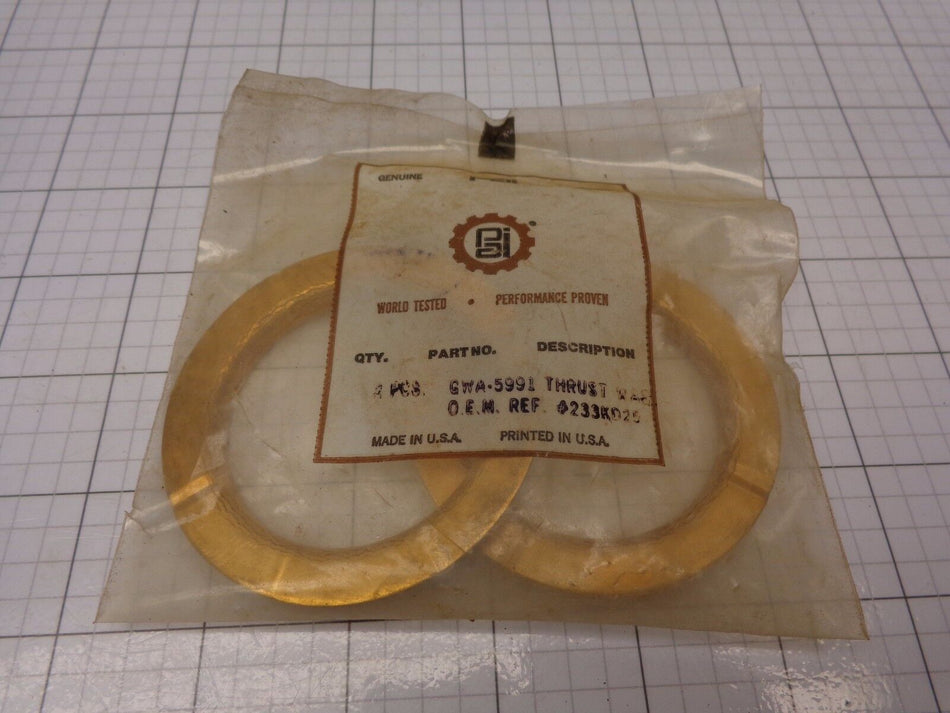 GENUINE
PAI
WORLD TESTED • PERFORMANCE PROVEN
QTY. PART NO. DESCRIPTION
PCS. GWA-5991 THRUST
O.E.M. REF.
MADE IN U.S.A. PRINTED IN U.S.A.